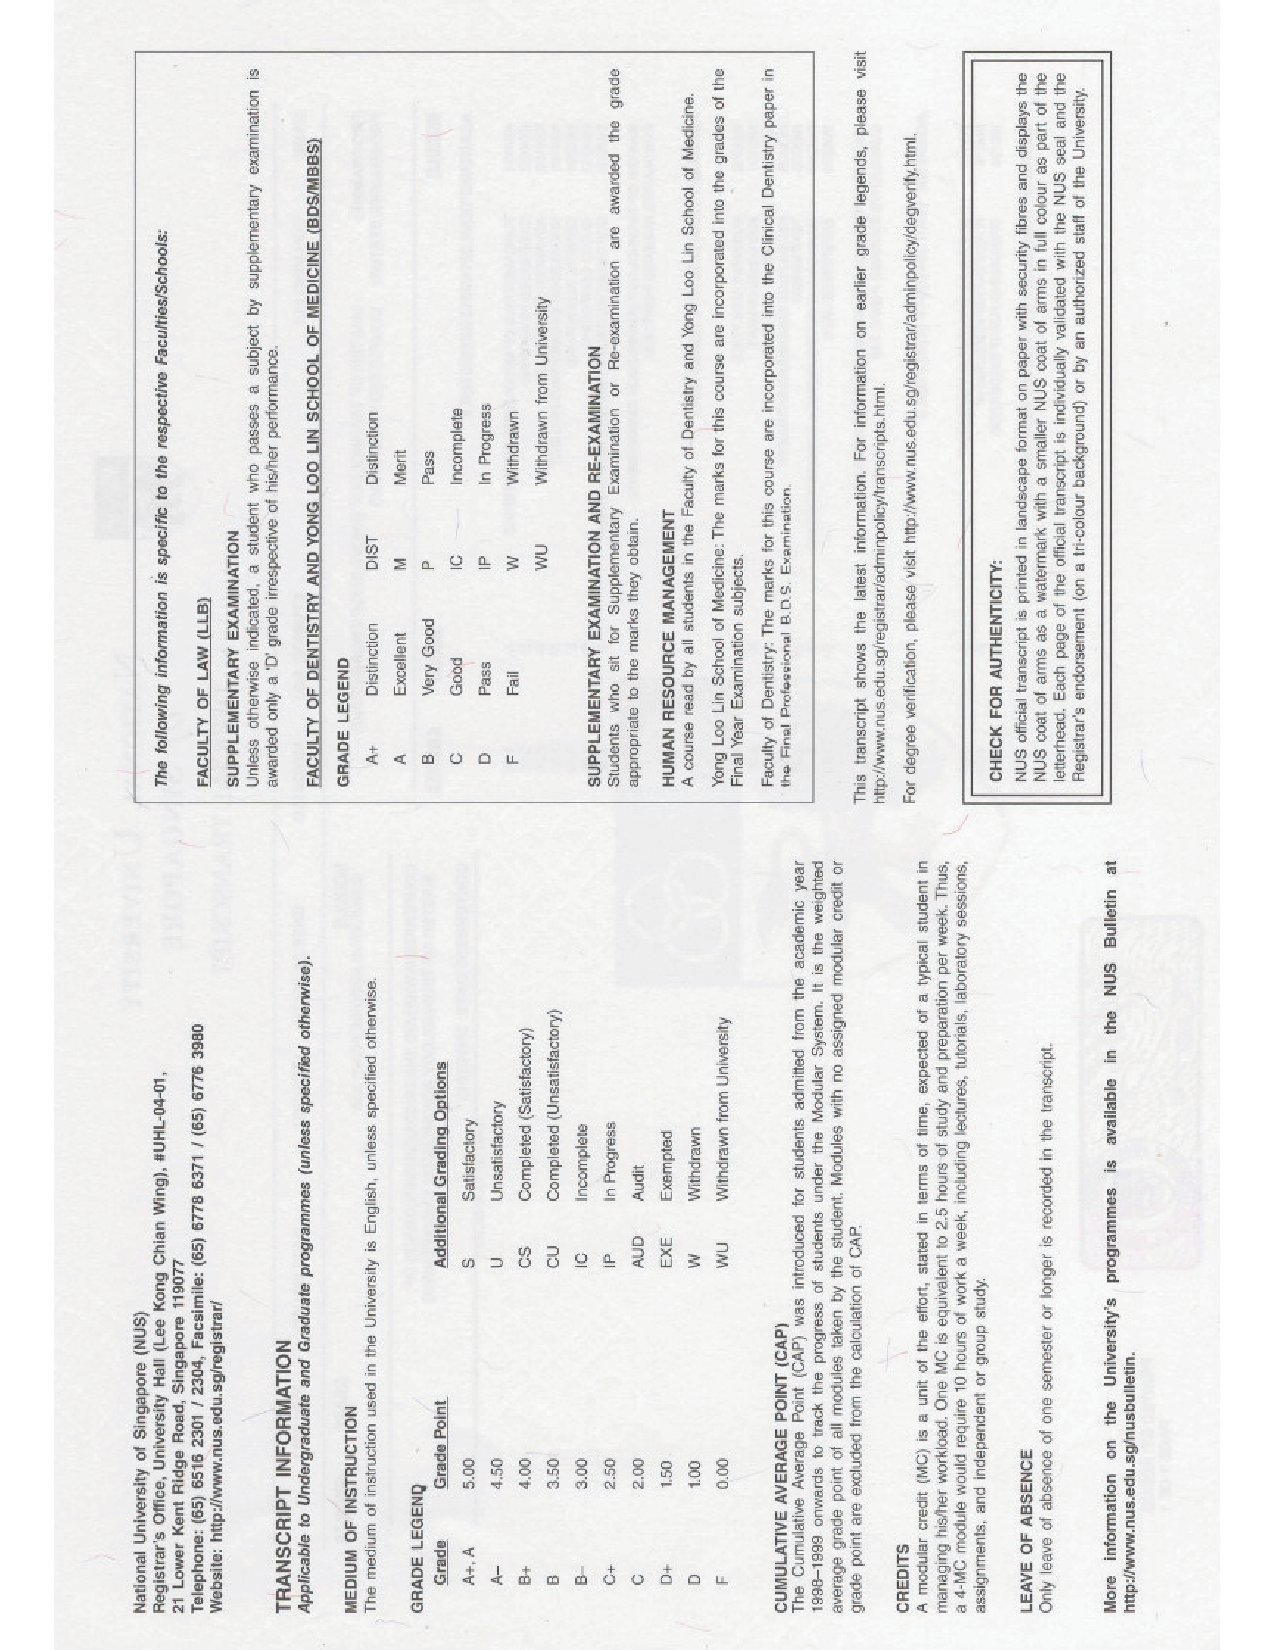 National University of Singapore (NUS)
Registrar's Office, University Hall (Lee Kong Chian Wing), #UHL-04-01,
21 Lower Kent Ridge Road, Singapore 119077
Telephone: (65) 6516 2301 / 2304, Facsimile: (65) 6778 6371 / (65) 6776 3980
Website: http://www.nus.edu.sg/registrar/
TRANSCRIPT INFORMATION
Applicable to Undergraduate and Graduate programmes (unless specified otherwise).
MEDIUM OF INSTRUCTION
The medium of instruction used in the University is English, unless specified otherwise.
GRADE LEGEND
Grade Grade Point Additional Grading Options
A+, A 5.00 S Satisfactory
A– 4.50 U Unsatisfactory
B+ 4.00 CS Completed (Satisfactory)
B 3.50 CU Completed (Unsatisfactory)
B– 3.00 IC Incomplete
C+ 2.50 IP In Progress
C 2.00 AUD Audit
D+ 1.50 EXE Exempted
D 1.00 W Withdrawn
F 0.00 WU Withdrawn from University
CUMULATIVE AVERAGE POINT (CAP)
The Cumulative Average Point (CAP) was introduced for students admitted from the academic year
1998–1999 onwards to track the progress of students under the Modular System. It is the weighted
average grade point of all modules taken by the student. Modules with no assigned modular credit or
grade point are excluded from the calculation of CAP.
CREDITS
A modular credit (MC) is a unit of the effort, stated in terms of time, expected of a typical student in
managing his/her workload. One MC is equivalent to 2.5 hours of study and preparation per week. Thus,
a 4-MC module would require 10 hours of work a week, including lectures, tutorials, laboratory sessions,
assignments, and independent or group study.
LEAVE OF ABSENCE
Only leave of absence of one semester or longer is recorded in the transcript.
More information on the University's programmes is available in the NUS Bulletin at
http://www.nus.edu.sg/nusbulletin.
The following information is specific to the respective Faculties/Schools:
FACULTY OF LAW (LLB)
SUPPLEMENTARY EXAMINATION
Unless otherwise indicated, a student who passes a subject by supplementary examination is
awarded only a 'D' grade irrespective of his/her performance.
FACULTY OF DENTISTRY AND YONG LOO LIN SCHOOL OF MEDICINE (BDS/MBBS)
GRADE LEGEND
A+ Distinction DIST Distinction
A Excellent M Merit
B Very Good P Pass
C Good IC Incomplete
D Pass IP In Progress
F Fail W Withdrawn
WU Withdrawn from University
SUPPLEMENTARY EXAMINATION AND RE-EXAMINATION
Students who sit for Supplementary Examination or Re-examination are awarded the grade
appropriate to the marks they obtain.
HUMAN RESOURCE MANAGEMENT
A course read by all students in the Faculty of Dentistry and Yong Loo Lin School of Medicine.
Yong Loo Lin School of Medicine: The marks for this course are incorporated into the grades of the
Final Year Examination subjects.
Faculty of Dentistry: The marks for this course are incorporated into the Clinical Dentistry paper in
the Final Professional B.D.S. Examination.
This transcript shows the latest information. For information on earlier grade legends, please visit
http://www.nus.edu.sg/registrar/adminpolicy/transcripts.html.
For degree verification, please visit http://www.nus.edu.sg/registrar/adminpolicy/degverify.html.
CHECK FOR AUTHENTICITY:
NUS official transcript is printed in landscape format on paper with security fibres and displays the
NUS coat of arms as a watermark with a smaller NUS coat of arms in full colour as part of the
letterhead. Each page of the official transcript is individually validated with the NUS seal and the
Registrar's endorsement (on a tri-colour background) or by an authorized staff of the University.